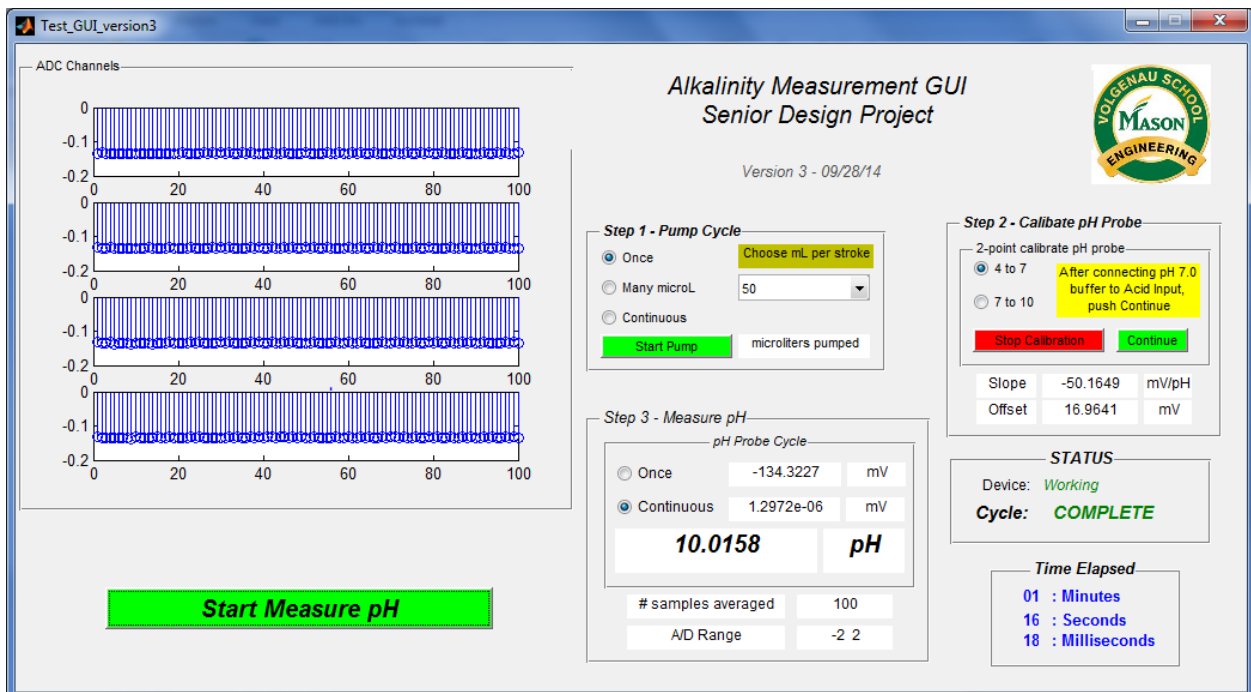 Test_GUI_version3
ADC Channels
0
-0.1
-0.2
0 20 40 60 80 100
0
-0.1
-0.2
0 20 40 60 80 100
0
-0.1
-0.2
0 20 40 60 80 100
0
-0.1
-0.2
0 20 40 60 80 100
Start Measure pH
Alkalinity Measurement GUI
Senior Design Project
Version 3 - 09/28/14
VOLGENAU SCHOOL
MASON
ENGINEERING
Step 1 - Pump Cycle
Once
Choose mL per stroke
Many microL
50
Continuous
Start Pump
microliters pumped
Step 2 - Calibate pH Probe
2-point calibrate pH probe
4 to 7
7 to 10
After connecting pH 7.0
buffer to Acid Input,
push Continue
Stop Calibration
Continue
Slope -50.1649 mV/pH
Offset 16.9641 mV
Step 3 - Measure pH
pH Probe Cycle
Once -134.3227 mV
Continuous 1.2972e-06 mV
10.0158 pH
# samples averaged 100
A/D Range -2 2
STATUS
Device: Working
Cycle: COMPLETE
Time Elapsed
01 : Minutes
16 : Seconds
18 : Milliseconds